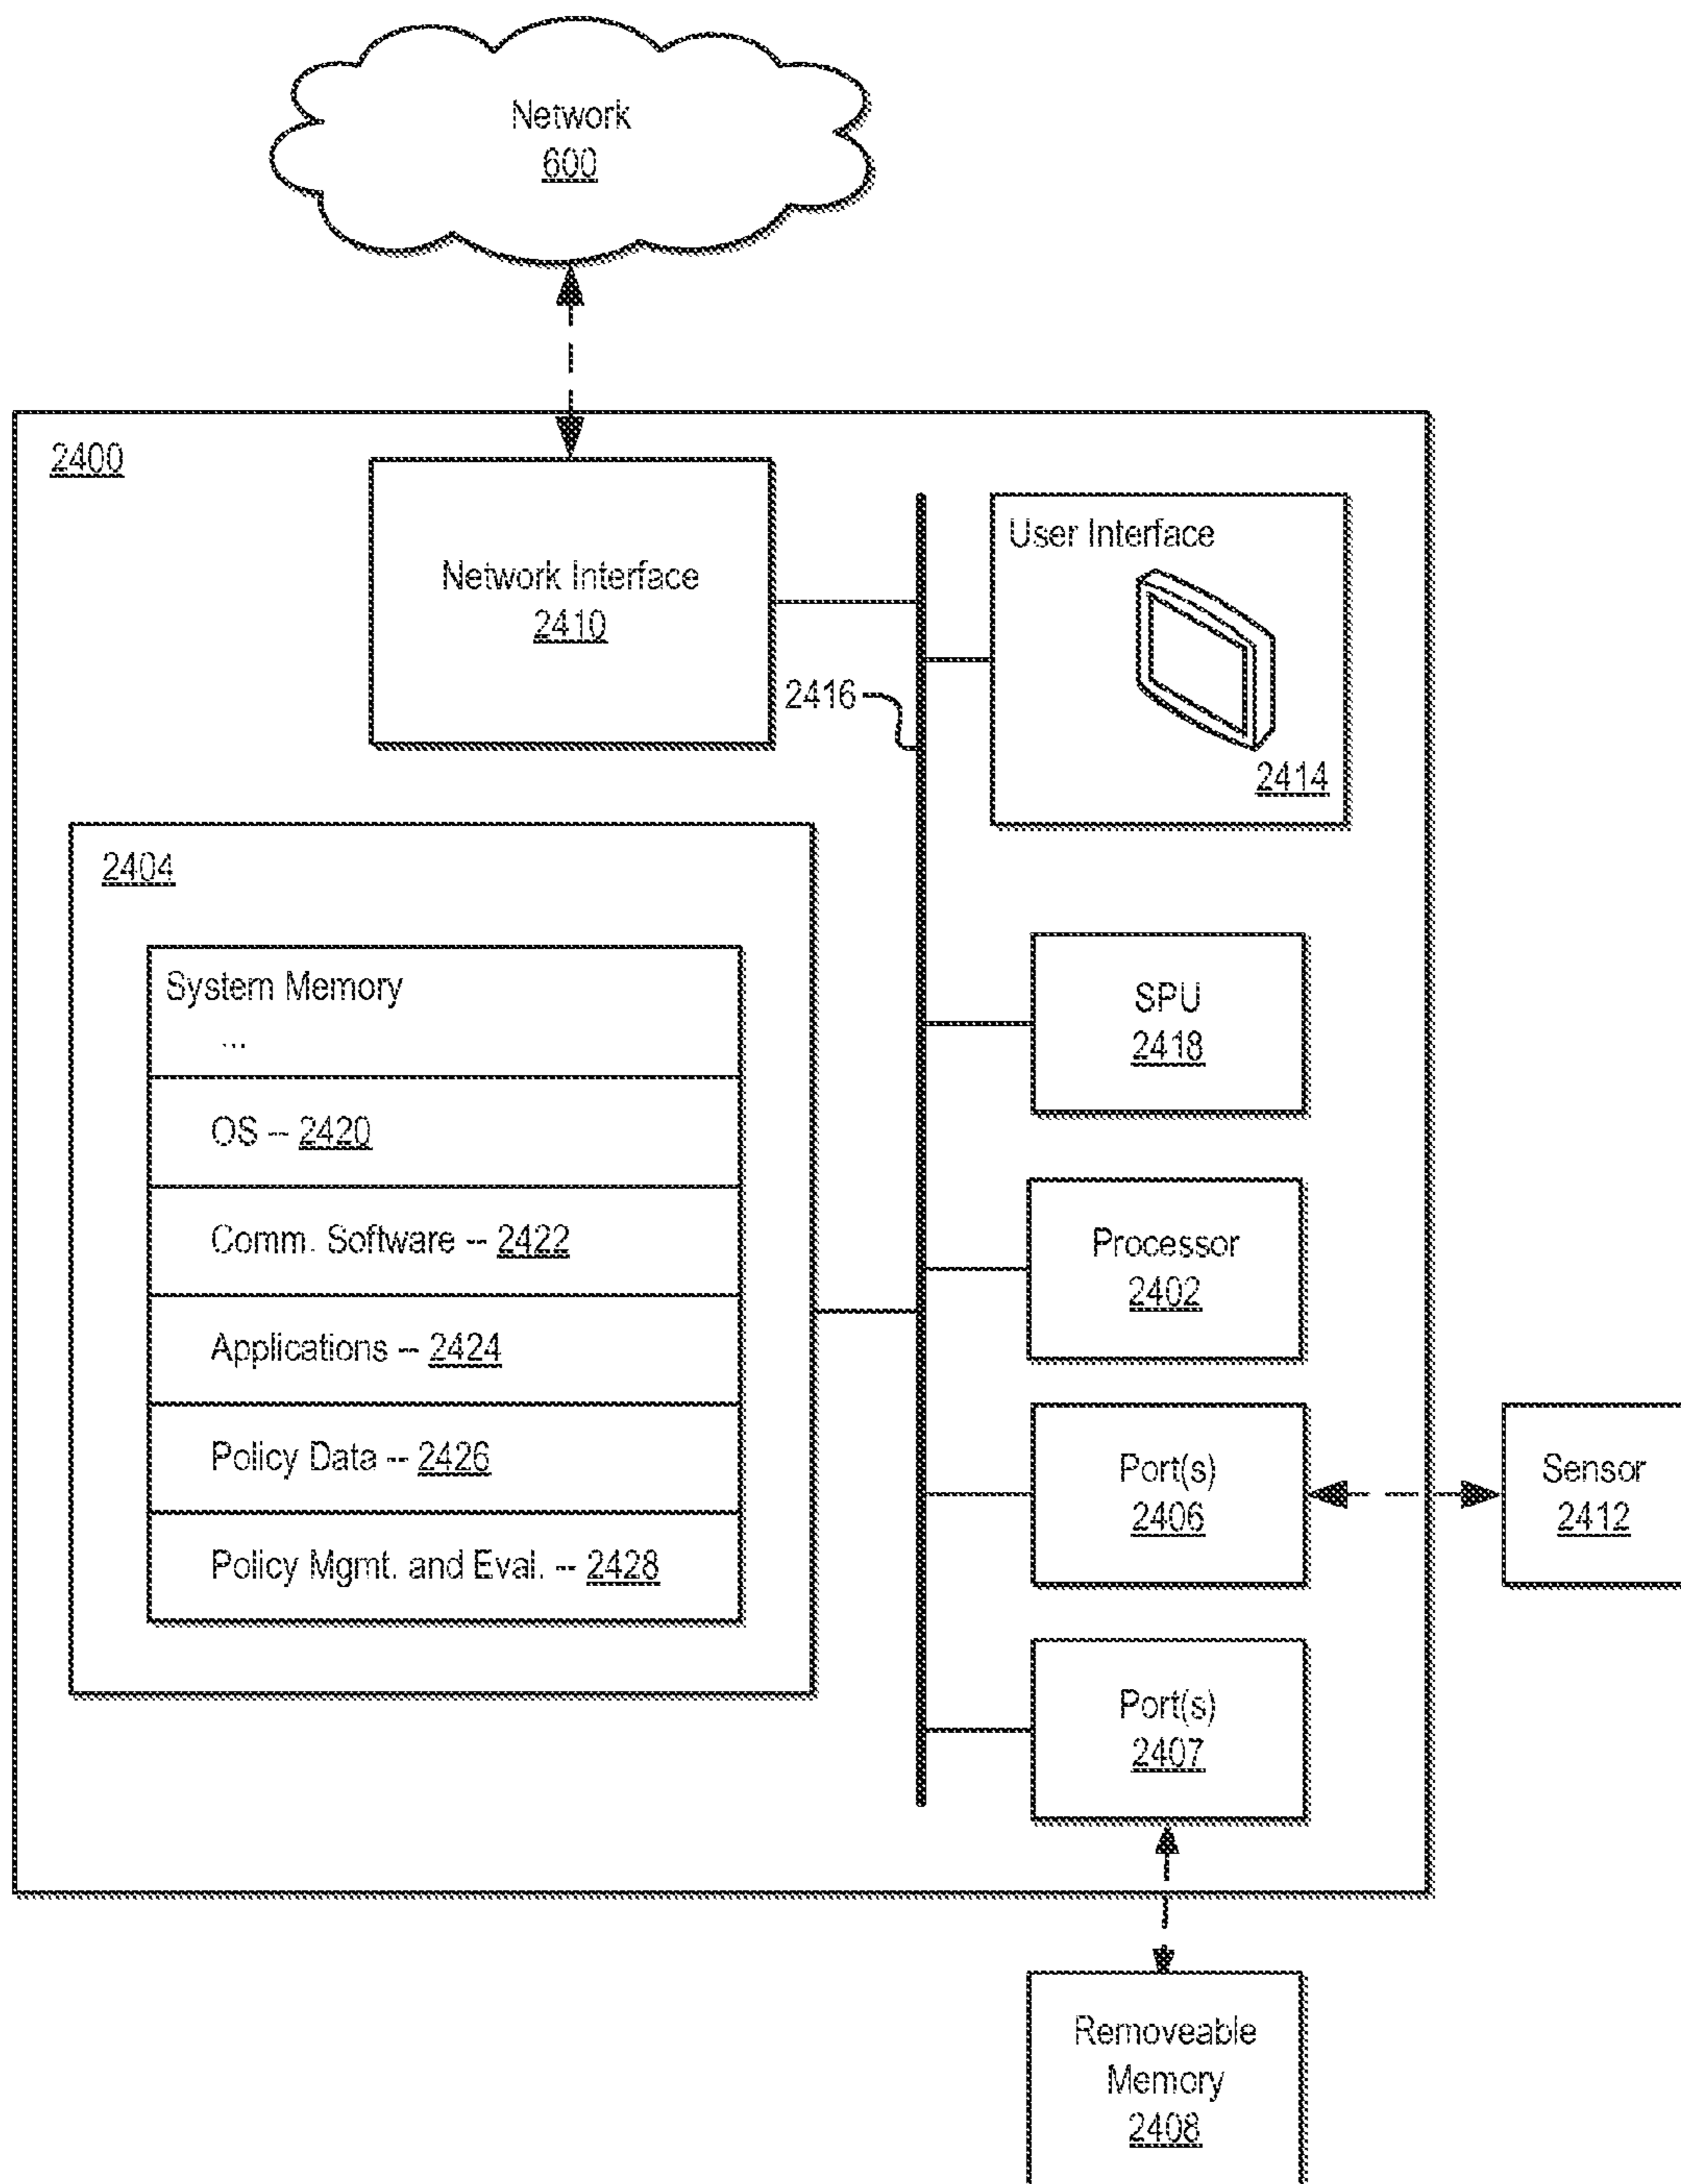 Network
600
2400
Network Interface
2410
User Interface
2414
2416
2404
System Memory
...
OS -- 2420
Comm. Software -- 2422
Applications -- 2424
Policy Data -- 2426
Policy Mgmt. and Eval. -- 2428
SPU
2418
Processor
2402
Port(s)
2406
Sensor
2412
Port(s)
2407
Removeable
Memory
2408